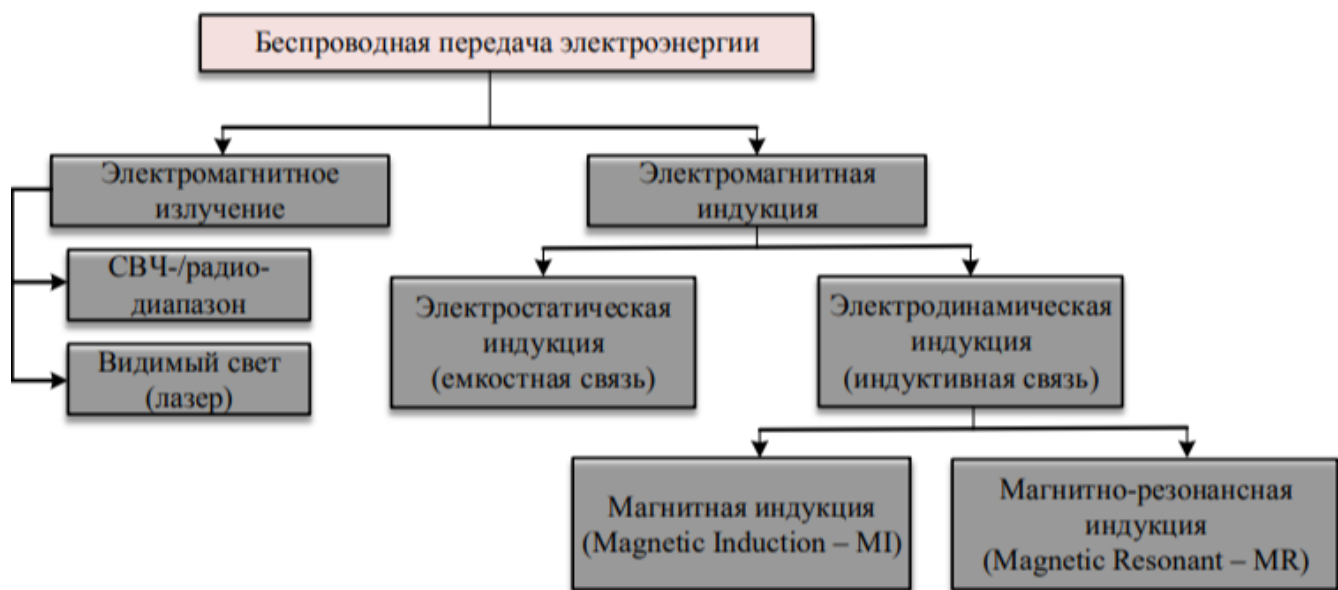 Беспроводная передача электроэнергии
Электромагнитное
излучение
Электромагнитная
индукция
СВЧ-/радио-
диапазон
Видимый свет
(лазер)
Электростатическая
индукция
(емкостная связь)
Электродинамическая
индукция
(индуктивная связь)
Магнитная индукция
(Magnetic Induction – MI)
Магнитно-резонансная
индукция
(Magnetic Resonant – MR)